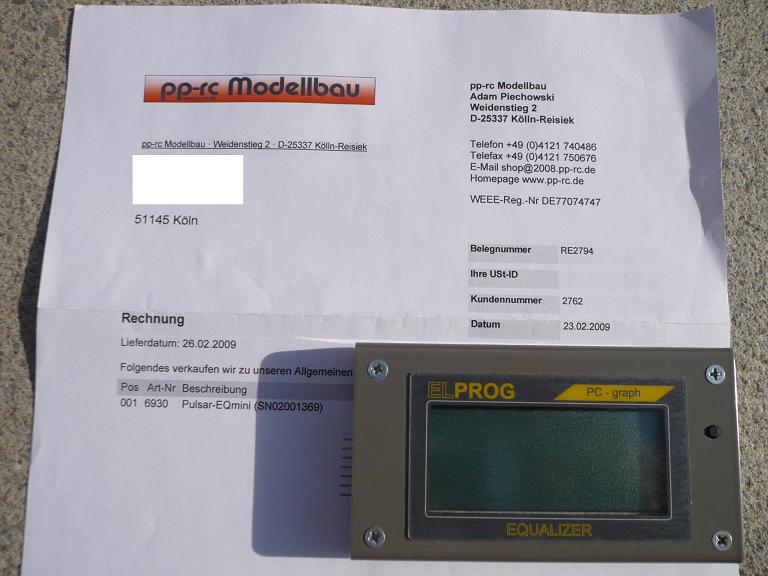 pp-rc Modellbau
pp-rc Modellbau
Adam Piechowski
Weidenstieg 2
D-25337 Kölln-Reisiek
pp-rc Modellbau · Weidenstieg 2 · D-25337 Kölln-Reisiek
Telefon +49 (0)4121 740486
Telefax +49 (0)4121 750676
E-Mail shop@2008.pp-rc.de
Homepage www.pp-rc.de
WEEE-Reg.-Nr DE77074747
51145 Köln
Belegnummer RE2794
Ihre USt-ID
Kundennummer 2762
Datum 23.02.2009
Rechnung
Lieferdatum: 26.02.2009
Folgendes verkaufen wir zu unseren Allgemeinen
Pos Art-Nr Beschreibung
001 6930 Pulsar-EQmini (SN02001369)
ELPROG
PC - graph
EQUALIZER